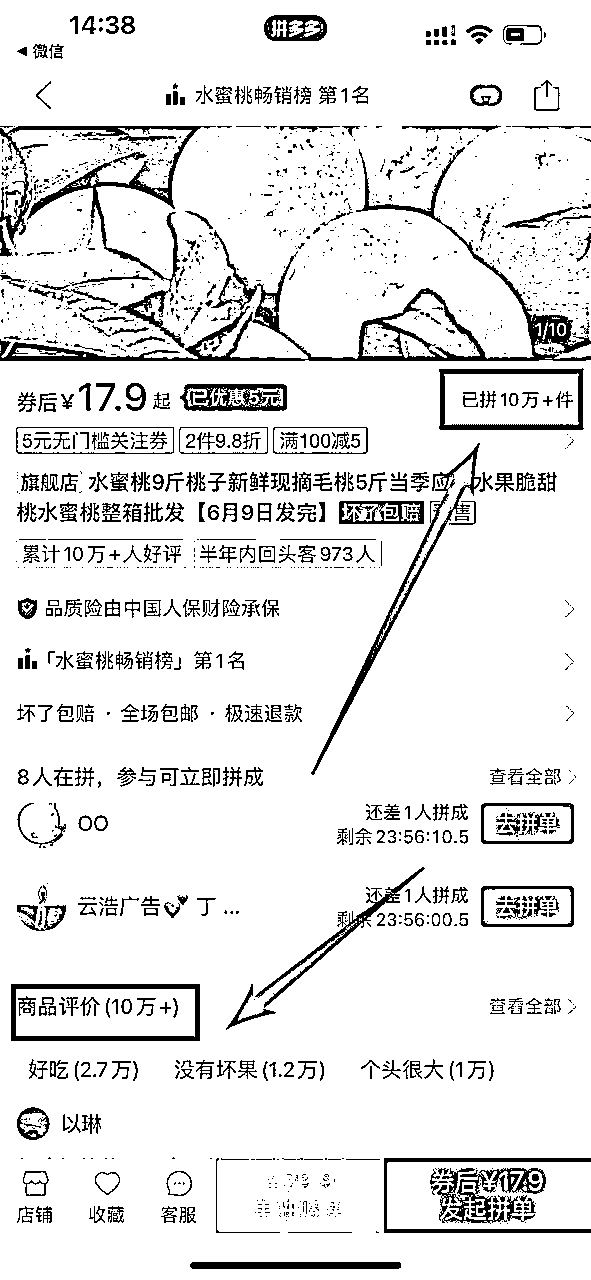 14:38
拼多多
◀ 微信
水蜜桃畅销榜 第1名
1/10
券后¥17.9起 已优惠5元 已拼10万+件
5元无门槛关注券 2件9.8折 满100减5
旗舰店 水蜜桃9斤桃子新鲜现摘毛桃5斤当季应 水果脆甜
桃水蜜桃整箱批发【6月9日发完】 坏了包赔 售
累计10万+人好评 半年内回头客973人
品质险由中国人保财险承保
「水蜜桃畅销榜」第1名
坏了包赔 · 全场包邮 · 极速退款
8人在拼，参与可立即拼成 查看全部
OO 还差1人拼成 去拼单
剩余23:56:10.5
云浩广告 丁 ... 还差1人拼成 去拼单
剩余23:56:00.5
商品评价(10万+) 查看全部
好吃(2.7万) 没有坏果(1.2万) 个头很大(1万)
以琳
店铺 收藏 客服
券后¥17.9
发起拼单